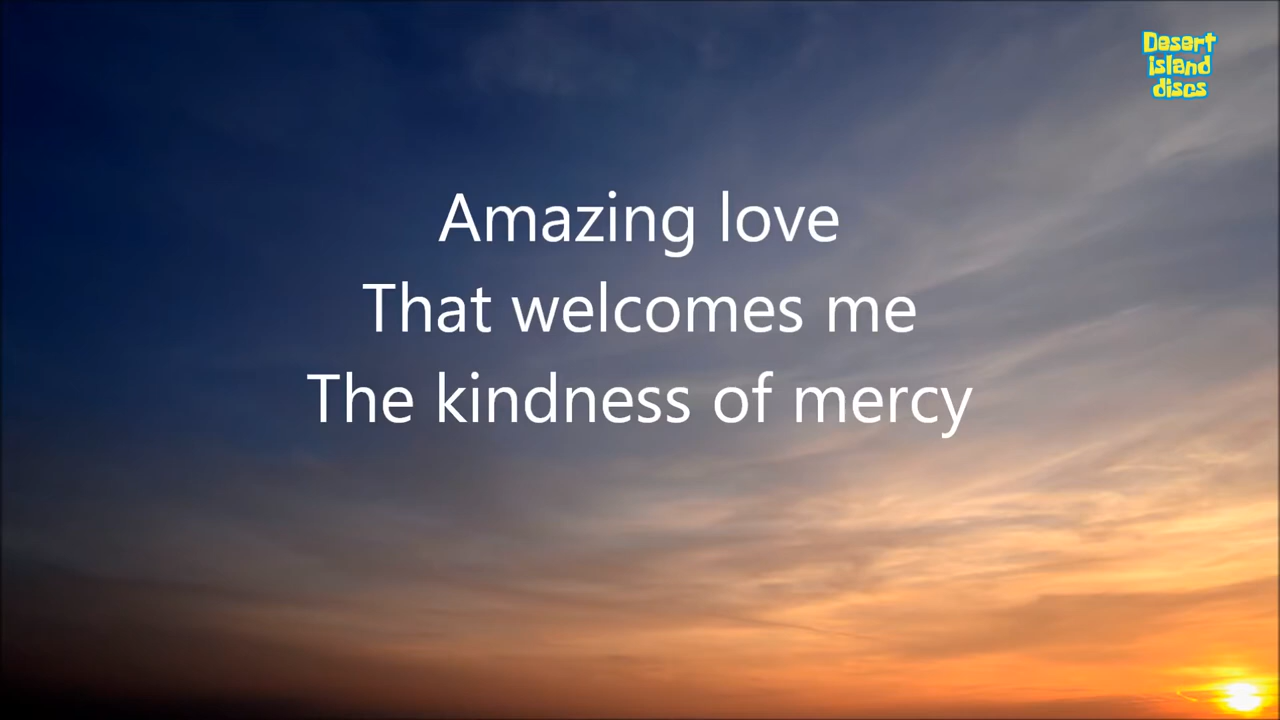 Desert
island
discs
Amazing love
That welcomes me
The kindness of mercy